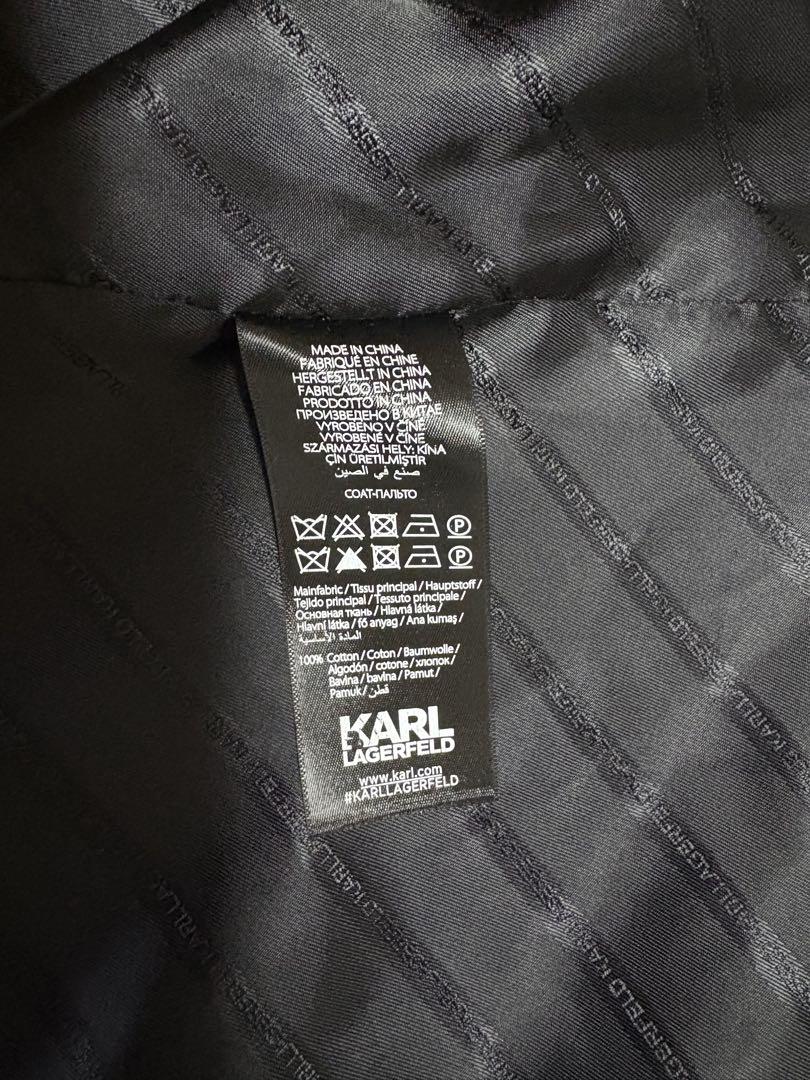 MADE IN CHINA
FABRIQUÉ EN CHINE
HERGESTELLT IN CHINA
FABRICADO EN CHINA
PRODOTTO IN CHINA
ПРОИЗВЕДЕНО В КИТАЕ
VYROBENO V ČÍNE
VYROBENÉ V ČÍNE
SZÁRMAZÁSI HELY: KÍNA
ÇİN ÜRETİLMİŞTİR
صنع في الصين
COAT-ПАЛЬТО
P
P
Mainfabric / Tissu principal / Hauptstoff /
Tejido principal / Tessuto principale /
Основная ткань / Hlavná látka /
Hlavní látka / fő anyag / Ana kumaş /
المادة الأساسية
100% Cotton / Coton / Baumwolle /
Algodón / cotone / хлопок /
Bavlna / bavlna / Pamut /
Pamuk / قطن
KARL
LAGERFELD
www.karl.com
#KARLLAGERFELD